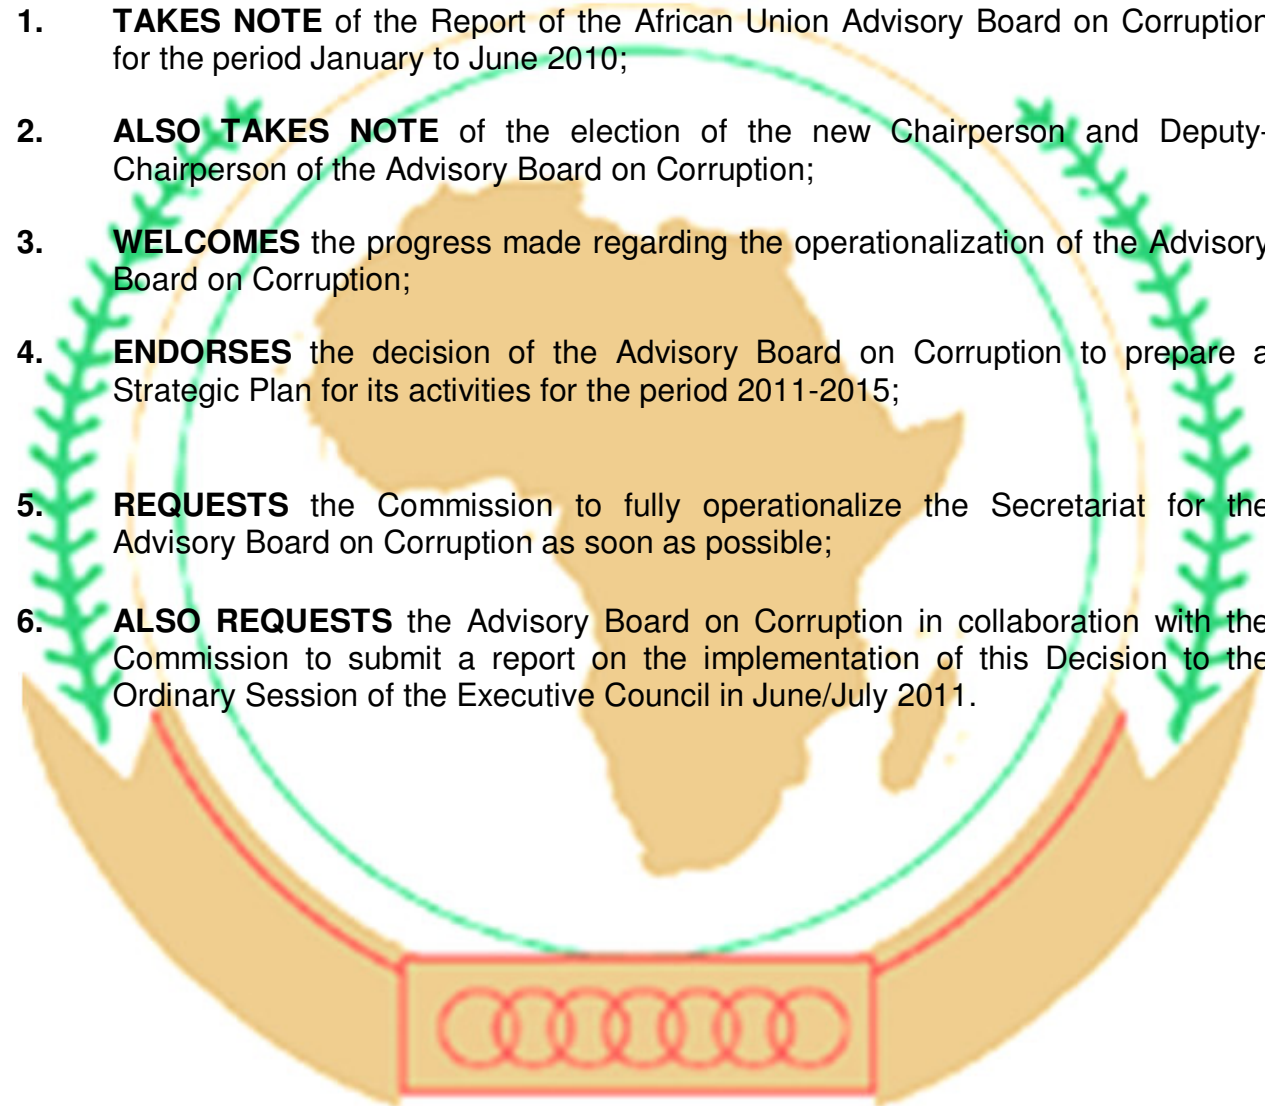 1. TAKES NOTE of the Report of the African Union Advisory Board on Corruption
for the period January to June 2010;
2. ALSO TAKES NOTE of the election of the new Chairperson and Deputy-
Chairperson of the Advisory Board on Corruption;
3. WELCOMES the progress made regarding the operationalization of the Advisory
Board on Corruption;
4. ENDORSES the decision of the Advisory Board on Corruption to prepare a
Strategic Plan for its activities for the period 2011-2015;
5. REQUESTS the Commission to fully operationalize the Secretariat for the
Advisory Board on Corruption as soon as possible;
6. ALSO REQUESTS the Advisory Board on Corruption in collaboration with the
Commission to submit a report on the implementation of this Decision to the
Ordinary Session of the Executive Council in June/July 2011.